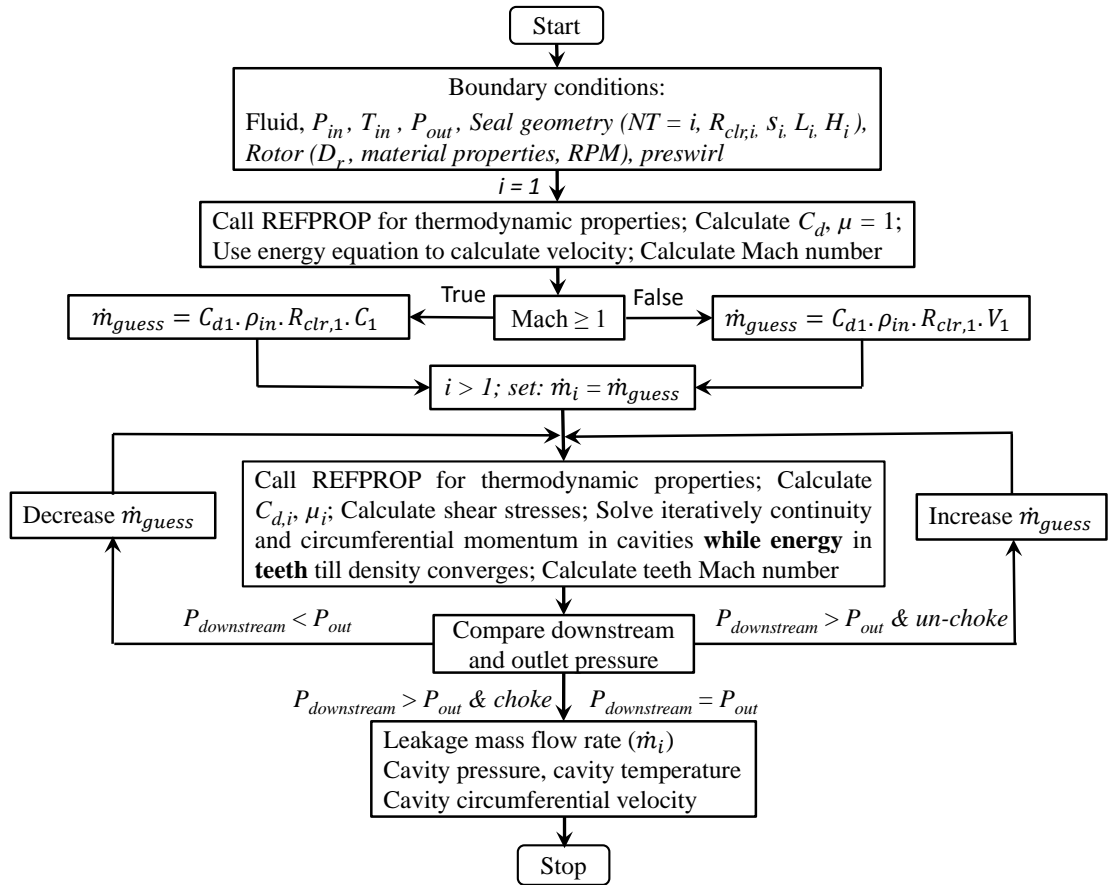 Start
Boundary conditions:
Fluid, P_in, T_in, P_out, Seal geometry (NT = i, R_clr,i, s_i, L_i, H_i),
Rotor (D_r, material properties, RPM), preswirl
i = 1
Call REFPROP for thermodynamic properties; Calculate C_d, μ = 1;
Use energy equation to calculate velocity; Calculate Mach number
True
False
ṁ_guess = C_d1. ρ_in. R_clr,1. C_1
Mach ≥ 1
ṁ_guess = C_d1. ρ_in. R_clr,1. V_1
i > 1; set: ṁ_i = ṁ_guess
Decrease ṁ_guess
Call REFPROP for thermodynamic properties; Calculate
C_d,i, μ_i; Calculate shear stresses; Solve iteratively continuity
and circumferential momentum in cavities while energy in
teeth till density converges; Calculate teeth Mach number
Increase ṁ_guess
P_downstream < P_out
Compare downstream
and outlet pressure
P_downstream > P_out & un-choke
P_downstream > P_out & choke
P_downstream = P_out
Leakage mass flow rate (ṁ_i)
Cavity pressure, cavity temperature
Cavity circumferential velocity
Stop